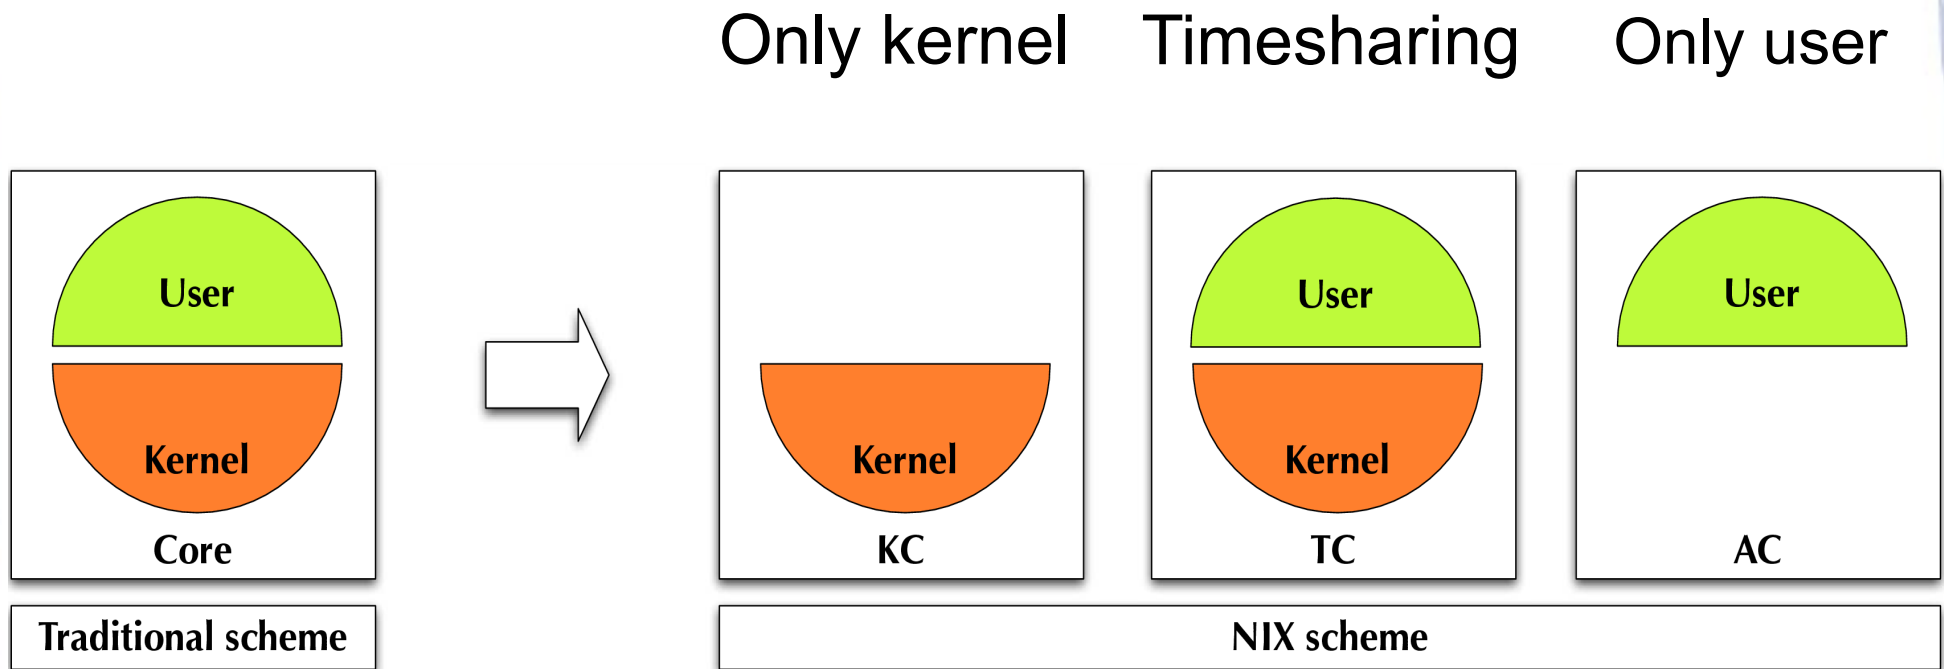 Only kernel Timesharing Only user
User
Kernel
Core
Traditional scheme
Kernel
KC
User
Kernel
TC
User
AC
NIX scheme